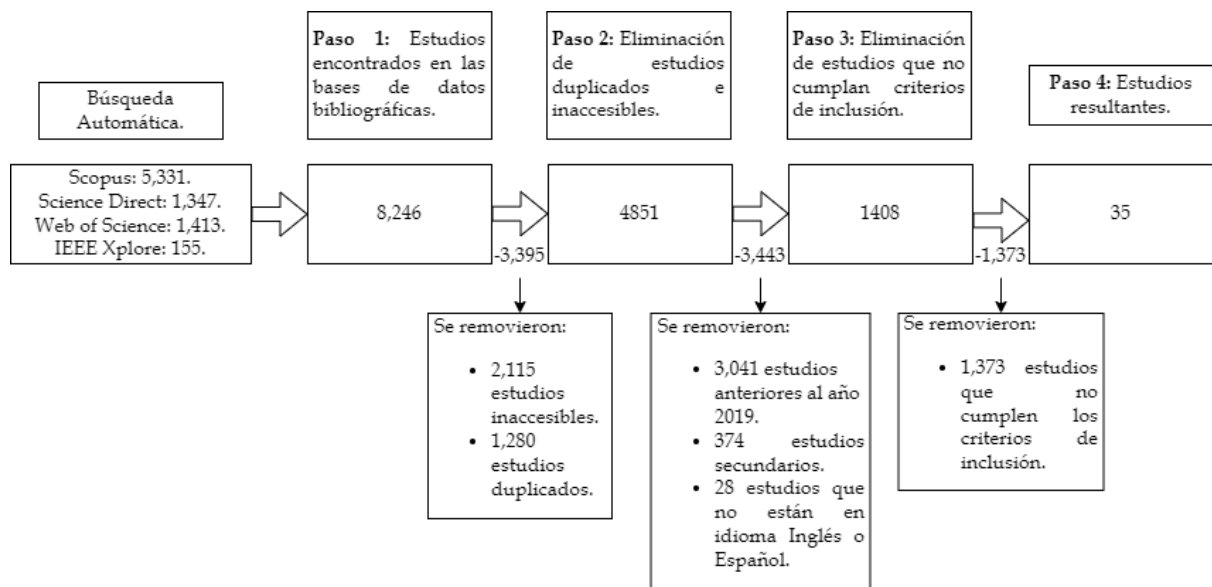 Búsqueda
Automática.
Paso 1: Estudios
encontrados en las
bases de datos
bibliográficas.
Paso 2: Eliminación
de estudios
duplicados e
inaccesibles.
Paso 3: Eliminación
de estudios que no
cumplan criterios
de inclusión.
Paso 4: Estudios
resultantes.
Scopus: 5,331.
Science Direct: 1,347.
Web of Science: 1,413.
IEEE Xplore: 155.
8,246
-3,395
4851
-3,443
1408
-1,373
35
Se removieron:
• 2,115
estudios
inaccesibles.
• 1,280
estudios
duplicados.
Se removieron:
• 3,041 estudios
anteriores al año
2019.
• 374 estudios
secundarios.
• 28 estudios que
no están en
idioma Inglés o
Español.
Se removieron:
• 1,373 estudios
que no
cumplen los
criterios de
inclusión.